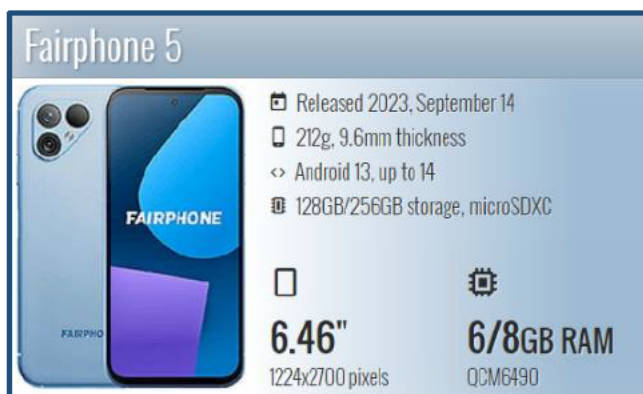 Fairphone 5
Released 2023, September 14
212g, 9.6mm thickness
Android 13, up to 14
128GB/256GB storage, microSDXC
FAIRPHONE
FAIRPHO
6.46"
1224x2700 pixels
6/8GB RAM
QCM6490